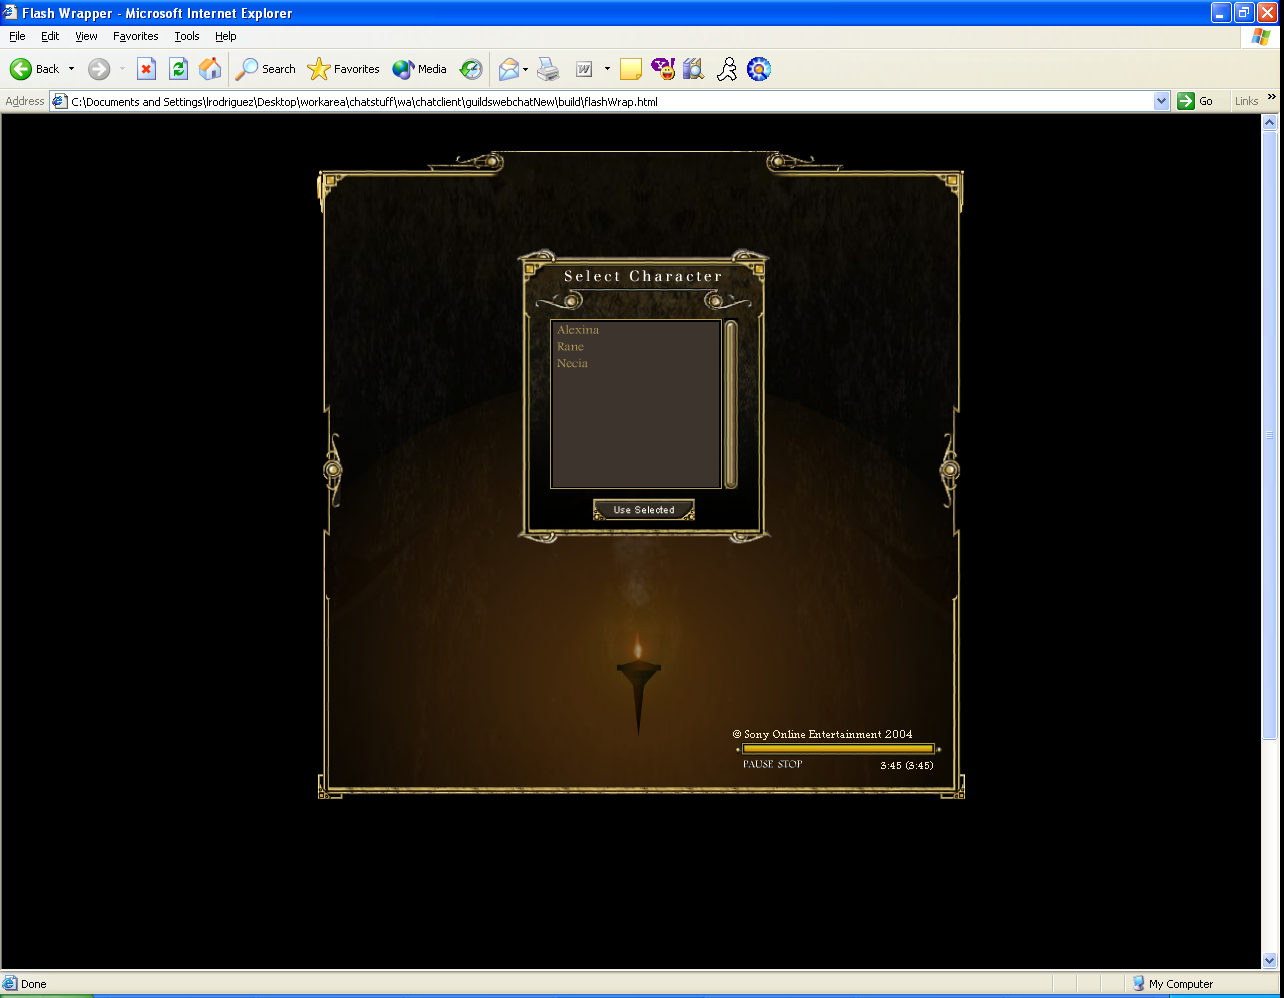 Flash Wrapper - Microsoft Internet Explorer
File Edit View Favorites Tools Help
Back Search Favorites Media W
Address C:\Documents and Settings\lrodriguez\Desktop\workarea\chatstuff\wa\chatclient\guildswebchatNew\build\flashWrap.html Go Links »
Select Character
Alexina
Rane
Necia
Use Selected
© Sony Online Entertainment 2004
PAUSE STOP 3:45 (3:45)
Done My Computer